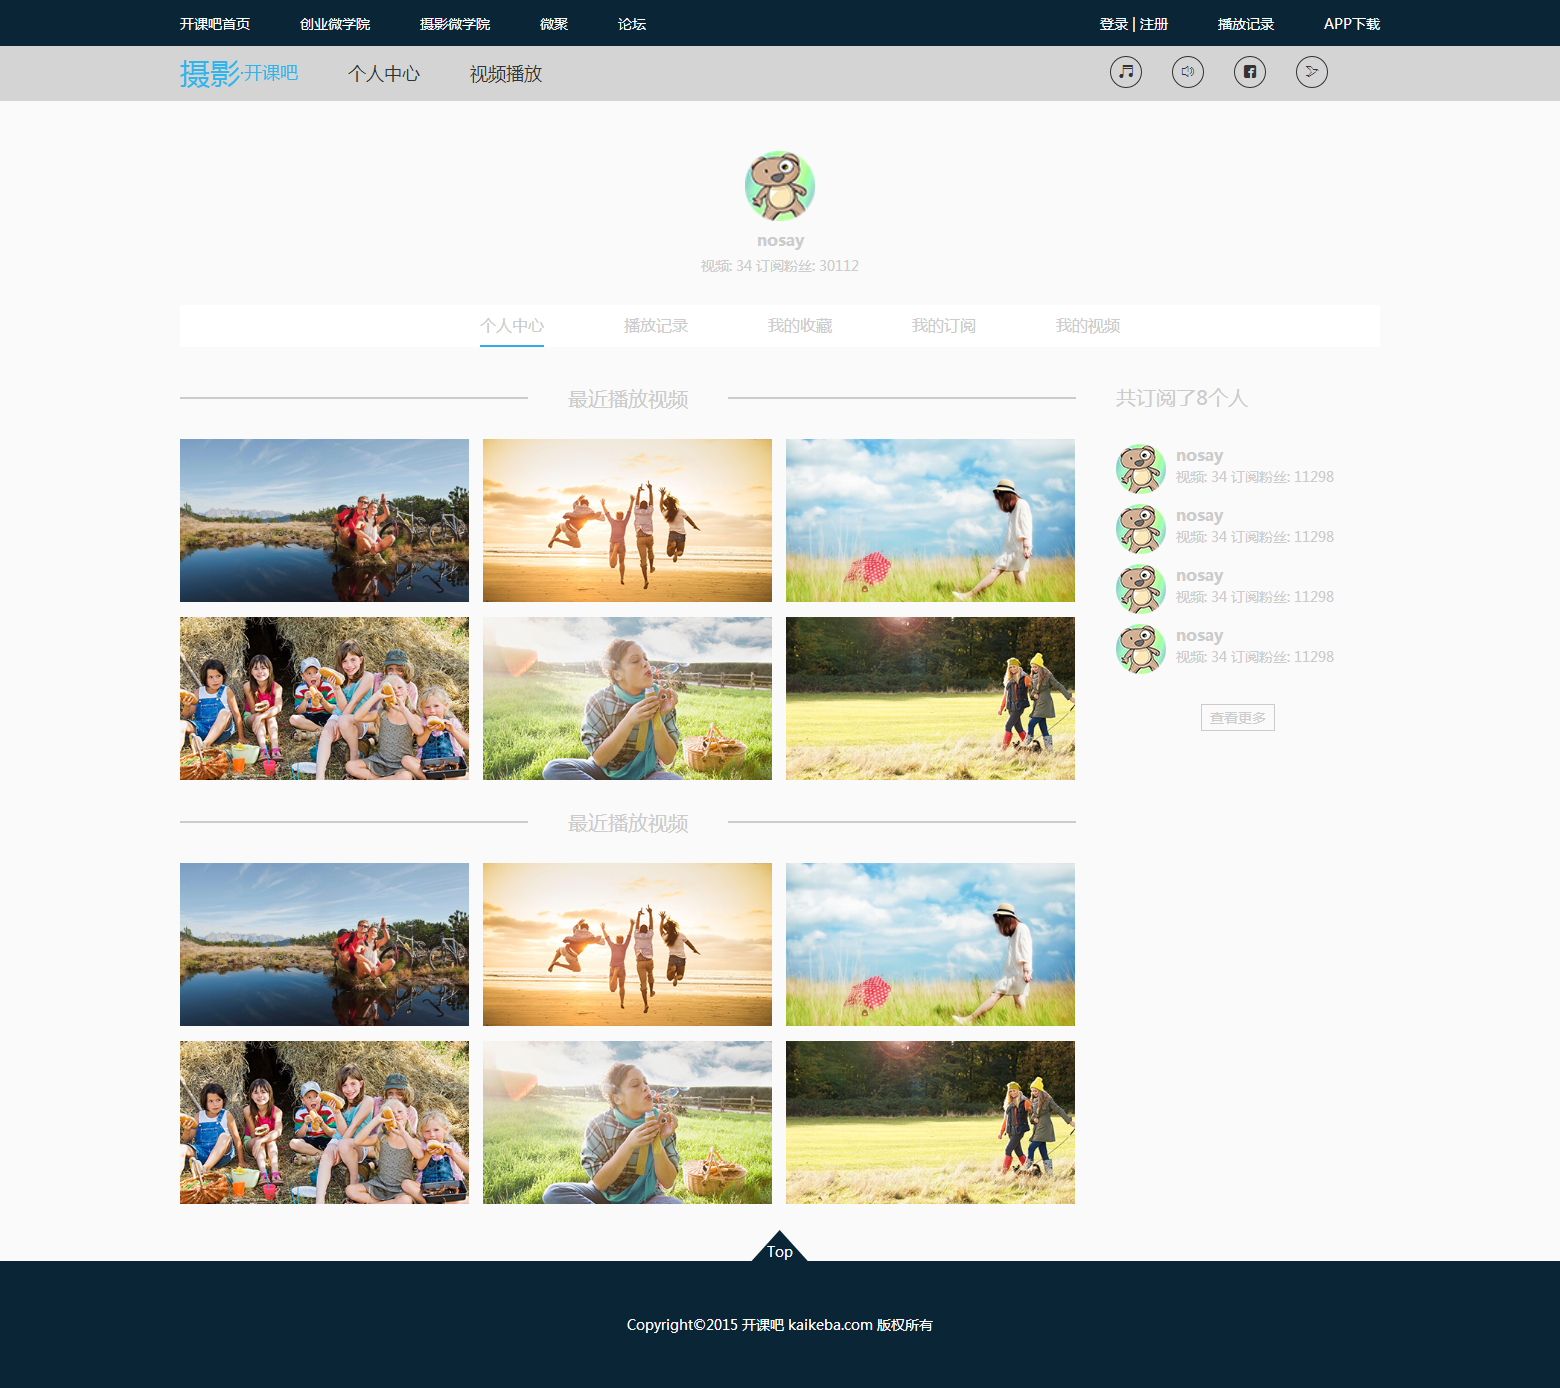 开课吧首页 创业微学院 摄影微学院 微聚 论坛 登录 | 注册 播放记录 APP下载
摄影·开课吧 个人中心 视频播放
nosay
视频: 34 订阅粉丝: 30112
个人中心 播放记录 我的收藏 我的订阅 我的视频
最近播放视频
共订阅了8个人
nosay
视频: 34 订阅粉丝: 11298
nosay
视频: 34 订阅粉丝: 11298
nosay
视频: 34 订阅粉丝: 11298
nosay
视频: 34 订阅粉丝: 11298
查看更多
最近播放视频
Top
Copyright©2015 开课吧 kaikeba.com 版权所有